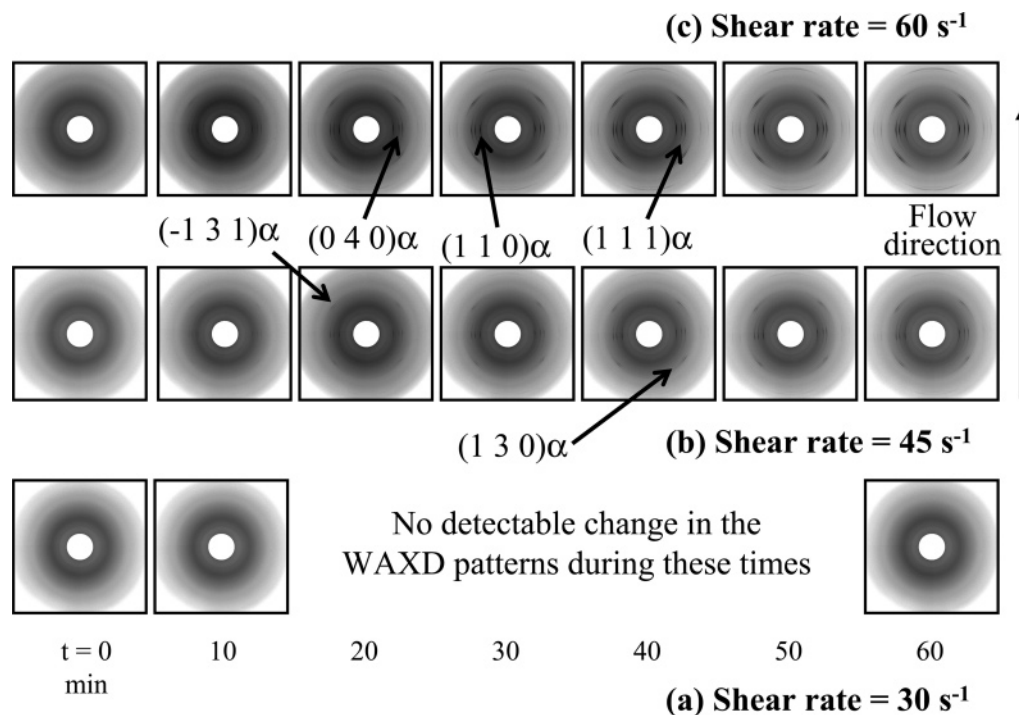 (c) Shear rate = 60 s-1
(-1 3 1)α
(0 4 0)α
(1 1 0)α
(1 1 1)α
Flow
direction
(1 3 0)α
(b) Shear rate = 45 s-1
No detectable change in the
WAXD patterns during these times
t = 0
min
10
20
30
40
50
60
(a) Shear rate = 30 s-1